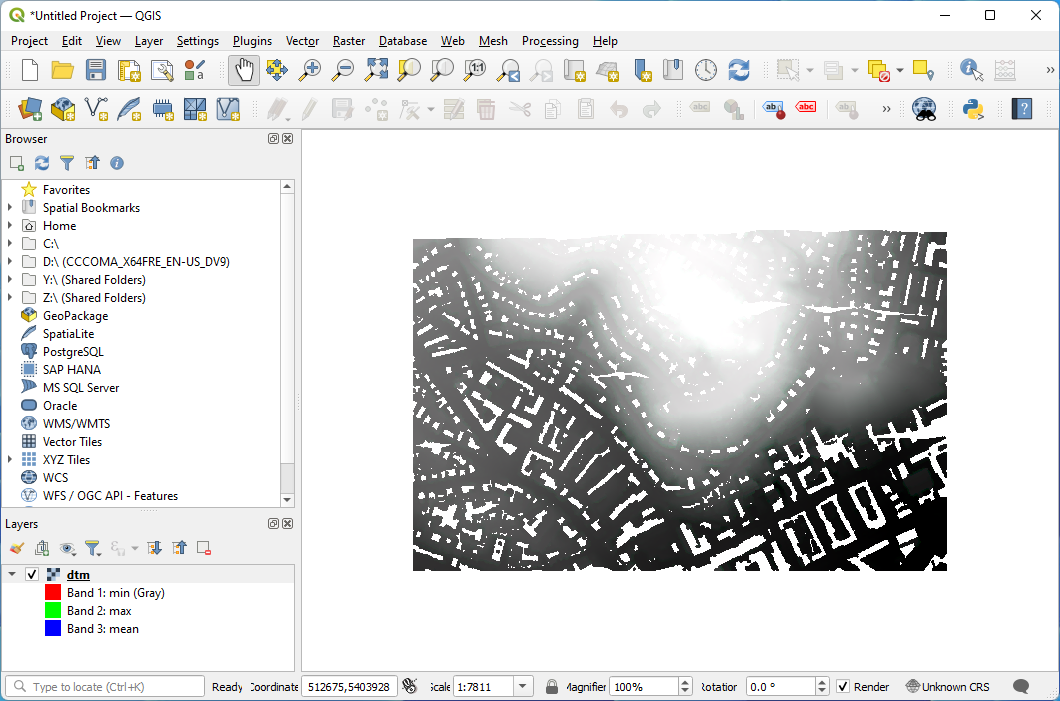 *Untitled Project — QGIS
Project Edit View Layer Settings Plugins Vector Raster Database Web Mesh Processing Help
Browser
Favorites
Spatial Bookmarks
Home
C:\
D:\ (CCCOMA_X64FRE_EN-US_DV9)
Y:\ (Shared Folders)
Z:\ (Shared Folders)
GeoPackage
SpatiaLite
PostgreSQL
SAP HANA
MS SQL Server
Oracle
WMS/WMTS
Vector Tiles
XYZ Tiles
WCS
WFS / OGC API - Features
Layers
dtm
Band 1: min (Gray)
Band 2: max
Band 3: mean
Type to locate (Ctrl+K) Ready Coordinate 512675,5403928 Scale 1:7811 Magnifier 100% Rotation 0.0 ° Render Unknown CRS